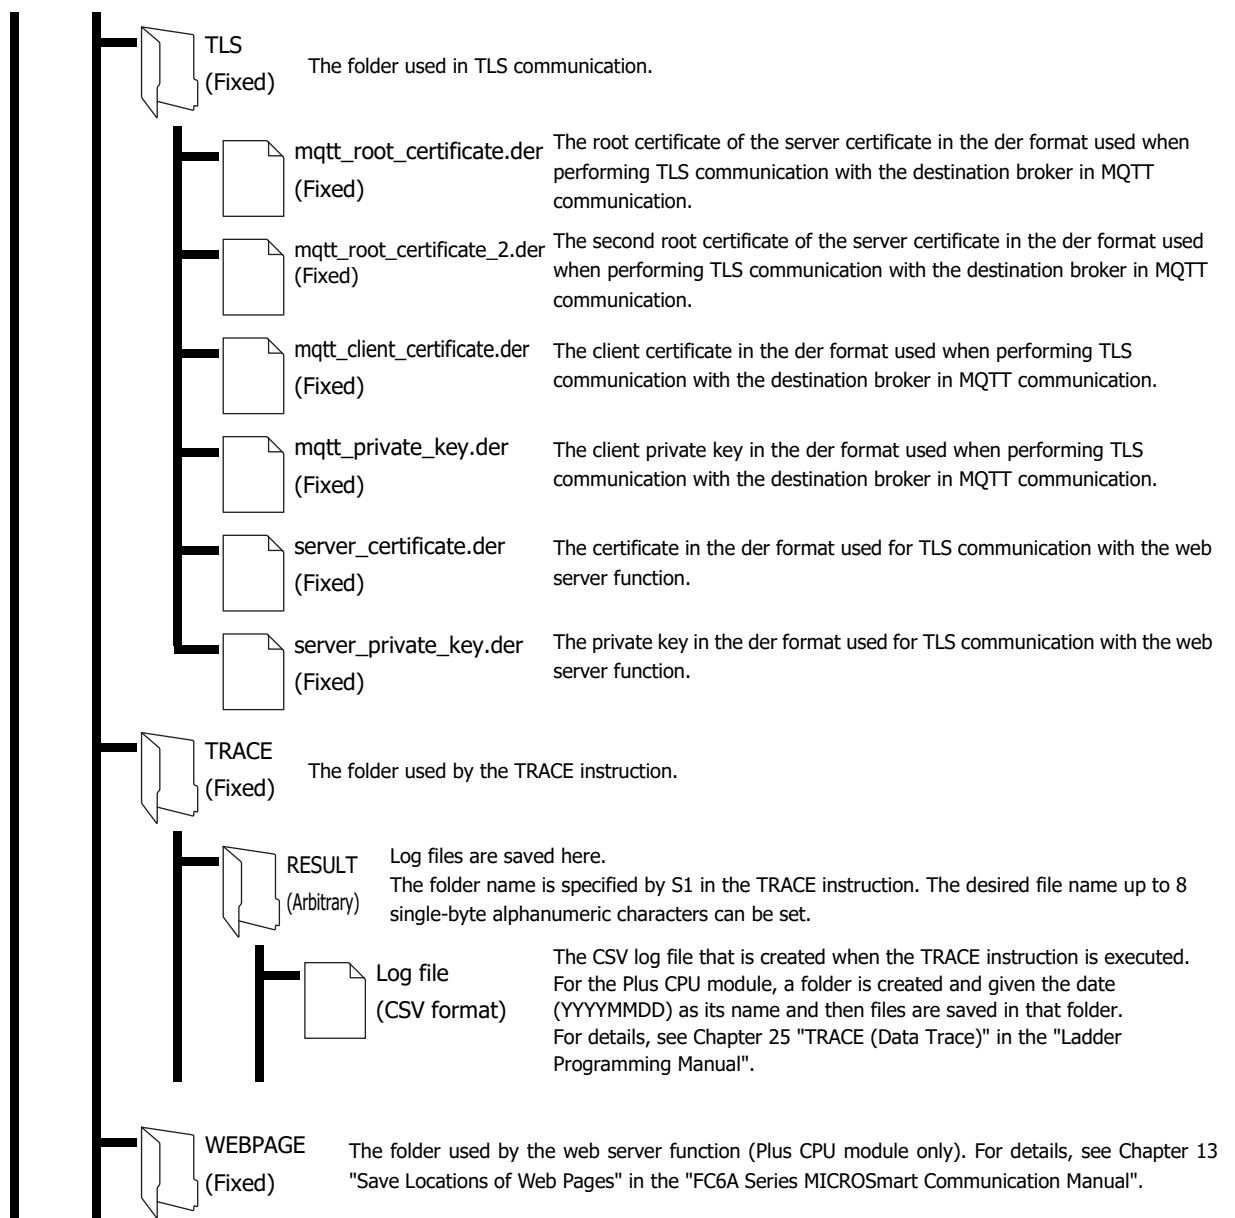 TLS
(Fixed)
The folder used in TLS communication.
mqtt_root_certificate.der
(Fixed)
The root certificate of the server certificate in the der format used when
performing TLS communication with the destination broker in MQTT
communication.
mqtt_root_certificate_2.der
(Fixed)
The second root certificate of the server certificate in the der format used
when performing TLS communication with the destination broker in MQTT
communication.
mqtt_client_certificate.der
(Fixed)
The client certificate in the der format used when performing TLS
communication with the destination broker in MQTT communication.
mqtt_private_key.der
(Fixed)
The client private key in the der format used when performing TLS
communication with the destination broker in MQTT communication.
server_certificate.der
(Fixed)
The certificate in the der format used for TLS communication with the web
server function.
server_private_key.der
(Fixed)
The private key in the der format used for TLS communication with the web
server function.
TRACE
(Fixed)
The folder used by the TRACE instruction.
RESULT
(Arbitrary)
Log files are saved here.
The folder name is specified by S1 in the TRACE instruction. The desired file name up to 8
single-byte alphanumeric characters can be set.
Log file
(CSV format)
The CSV log file that is created when the TRACE instruction is executed.
For the Plus CPU module, a folder is created and given the date
(YYYYMMDD) as its name and then files are saved in that folder.
For details, see Chapter 25 "TRACE (Data Trace)" in the "Ladder
Programming Manual".
WEBPAGE
(Fixed)
The folder used by the web server function (Plus CPU module only). For details, see Chapter 13
"Save Locations of Web Pages" in the "FC6A Series MICROSmart Communication Manual".